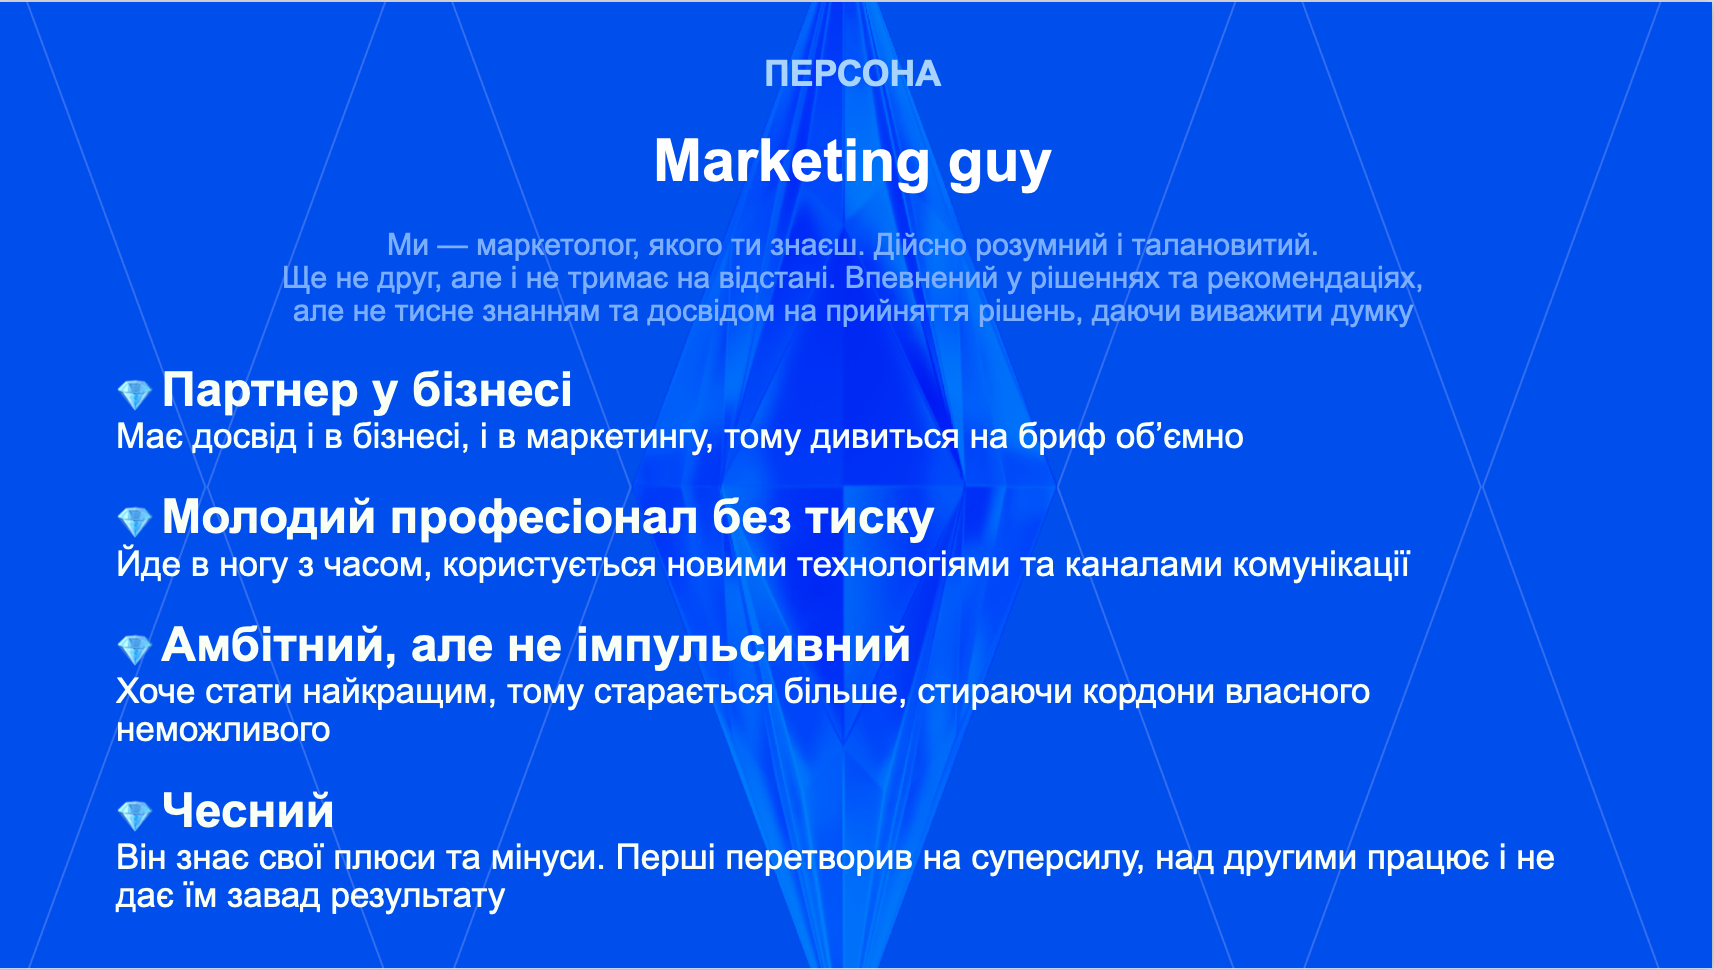 ПЕРСОНА
Marketing guy
Ми — маркетолог, якого ти знаєш. Дійсно розумний і талановитий.
Ще не друг, але і не тримає на відстані. Впевнений у рішеннях та рекомендаціях,
але не тисне знанням та досвідом на прийняття рішень, даючи виважити думку
💎 Партнер у бізнесі
Має досвід і в бізнесі, і в маркетингу, тому дивиться на бриф об’ємно
💎 Молодий професіонал без тиску
Йде в ногу з часом, користується новими технологіями та каналами комунікації
💎 Амбітний, але не імпульсивний
Хоче стати найкращим, тому старається більше, стираючи кордони власного
неможливого
💎 Чесний
Він знає свої плюси та мінуси. Перші перетворив на суперсилу, над другими працює і не
дає їм завад результату